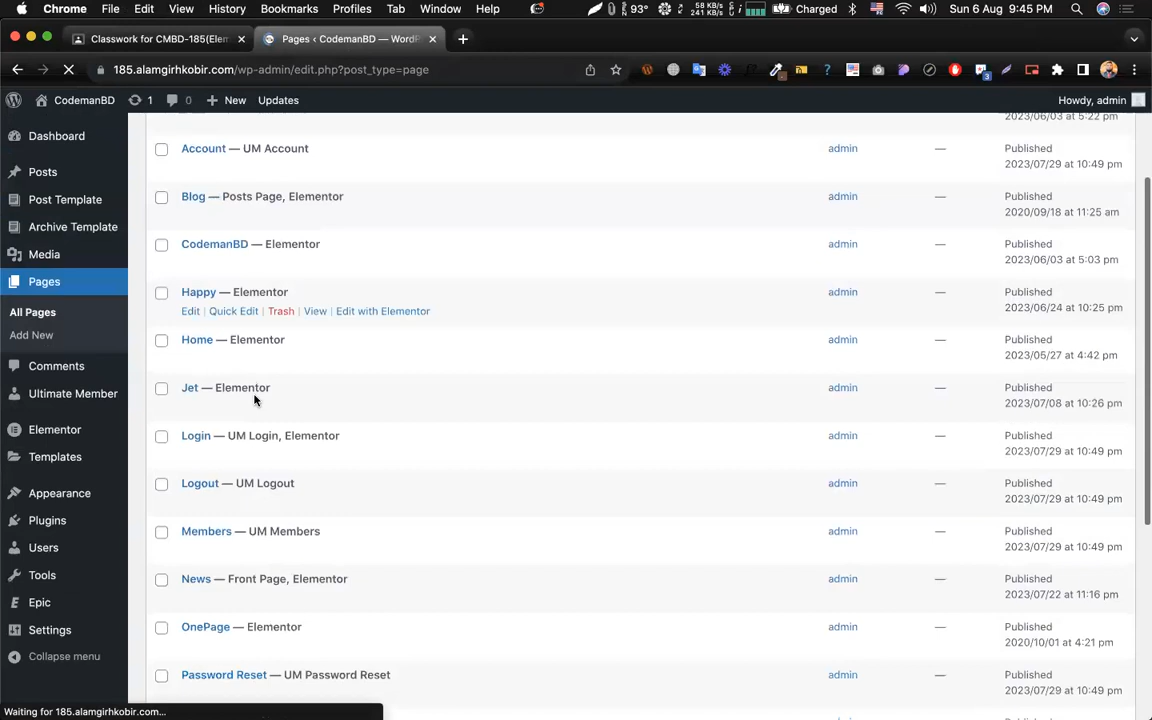 Chrome File Edit View History Bookmarks Profiles Tab Window Help 93° 58 KB/s 241 KB/s Charged Sun 6 Aug 9:45 PM
Classwork for CMBD-185(Elem Pages ‹ CodemanBD — WordP
185.alamgirhkobir.com/wp-admin/edit.php?post_type=page
CodemanBD 1 0 New Updates Howdy, admin
2023/06/03 at 5:22 pm
Dashboard
Account — UM Account admin — Published
2023/07/29 at 10:49 pm
Posts
Blog — Posts Page, Elementor admin — Published
2020/09/18 at 11:25 am
Post Template
Archive Template
CodemanBD — Elementor admin — Published
2023/06/03 at 5:03 pm
Media
Pages
Happy — Elementor admin — Published
Edit | Quick Edit | Trash | View | Edit with Elementor 2023/06/24 at 10:25 pm
All Pages
Add New
Home — Elementor admin — Published
2023/05/27 at 4:42 pm
Comments
Ultimate Member
Jet — Elementor admin — Published
2023/07/08 at 10:26 pm
Elementor
Login — UM Login, Elementor admin — Published
2023/07/29 at 10:49 pm
Templates
Logout — UM Logout admin — Published
2023/07/29 at 10:49 pm
Appearance
Plugins
Members — UM Members admin — Published
2023/07/29 at 10:49 pm
Users
Tools
News — Front Page, Elementor admin — Published
2023/07/22 at 11:16 pm
Epic
Settings
OnePage — Elementor admin — Published
2020/10/01 at 4:21 pm
Collapse menu
Password Reset — UM Password Reset admin — Published
2023/07/29 at 10:49 pm
Waiting for 185.alamgirhkobir.com...